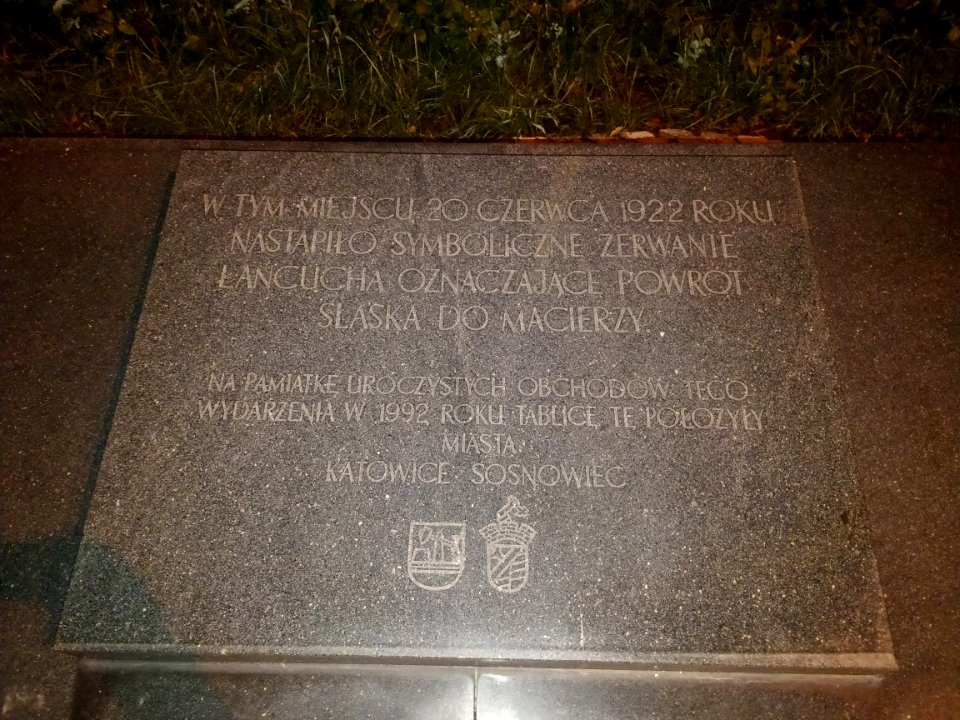 W TYM MIEJSCU 20 CZERWCA 1922 ROKU
NASTĄPIŁO SYMBOLICZNE ZERWANIE
ŁAŃCUCHA OZNACZAJĄCE POWRÓT
ŚLĄSKA DO MACIERZY.
NA PAMIĄTKĘ UROCZYSTYCH OBCHODÓW TEGO
WYDARZENIA W 1992 ROKU TABLICĘ TĘ POŁOŻYŁY
MIASTA:
KATOWICE - SOSNOWIEC